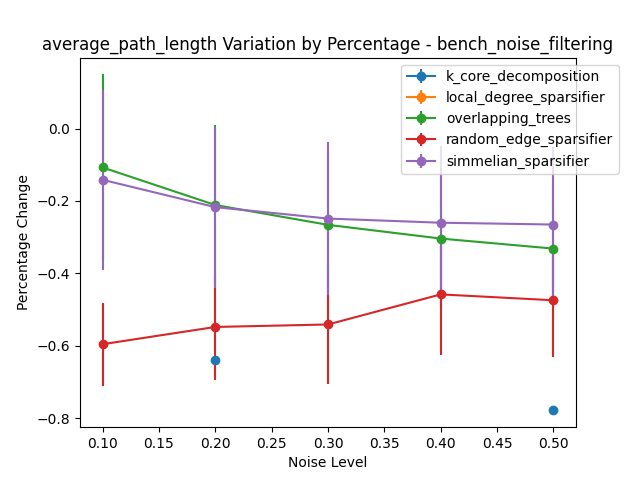 average_path_length Variation by Percentage - bench_noise_filtering
k_core_decomposition
local_degree_sparsifier
overlapping_trees
random_edge_sparsifier
simmelian_sparsifier
Percentage Change
0.0
−0.2
−0.4
−0.6
−0.8
0.10 0.15 0.20 0.25 0.30 0.35 0.40 0.45 0.50
Noise Level